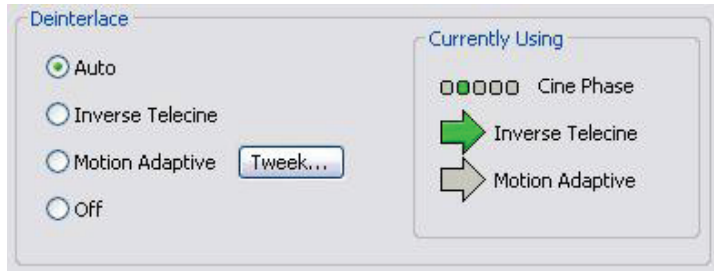 Deinterlace
Auto
Inverse Telecine
Motion Adaptive
Tweek...
Off
Currently Using
Cine Phase
Inverse Telecine
Motion Adaptive